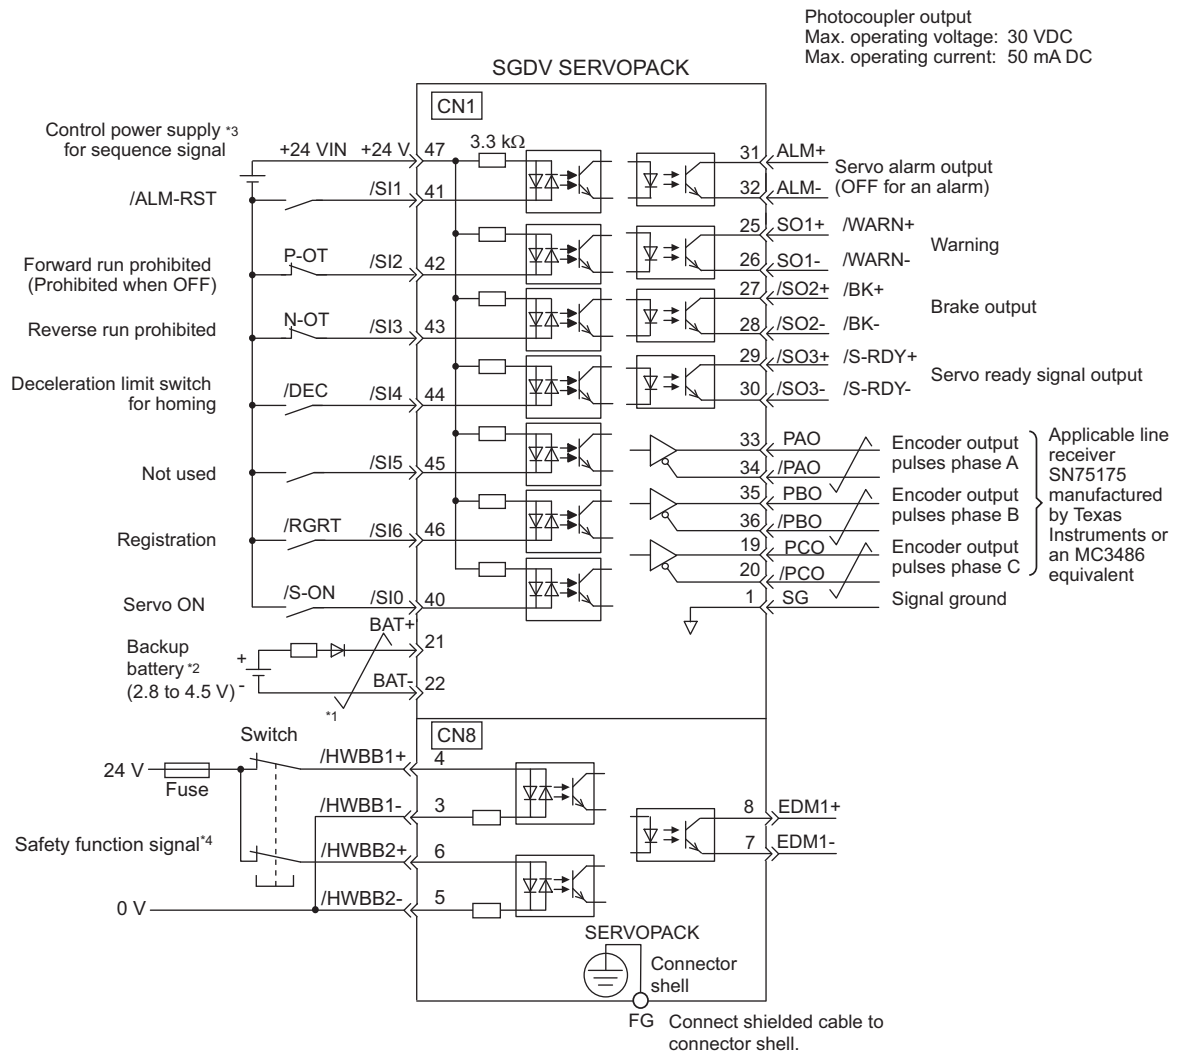 Photocoupler output
Max. operating voltage: 30 VDC
Max. operating current: 50 mA DC
SGDV SERVOPACK
CN1
Control power supply *3
for sequence signal
+24 VIN +24 V 47 3.3 kΩ
31 ALM+
Servo alarm output
(OFF for an alarm)
/ALM-RST /SI1 41
32 ALM-
25 SO1+ /WARN+
Warning
P-OT /SI2 42
26 SO1- /WARN-
Forward run prohibited
(Prohibited when OFF)
27 /SO2+ /BK+
Brake output
Reverse run prohibited N-OT /SI3 43
28 /SO2- /BK-
29 /SO3+ /S-RDY+
Servo ready signal output
Deceleration limit switch
for homing
/DEC /SI4 44
30 /SO3- /S-RDY-
33 PAO
Encoder output
pulses phase A
Not used /SI5 45
34 /PAO
35 PBO
Encoder output
pulses phase B
Registration /RGRT /SI6 46
36 /PBO
19 PCO
Encoder output
pulses phase C
20 /PCO
Applicable line
receiver
SN75175
manufactured
by Texas
Instruments or
an MC3486
equivalent
Servo ON /S-ON /SI0 40
1 SG Signal ground
Backup
battery *2
(2.8 to 4.5 V)
+
-
BAT+ 21
BAT- 22
*1
CN8
Switch
24 V
Fuse
/HWBB1+ 4
/HWBB1- 3
8 EDM1+
Safety function signal*4
/HWBB2+ 6
7 EDM1-
0 V
/HWBB2- 5
SERVOPACK
Connector
shell
FG Connect shielded cable to
connector shell.